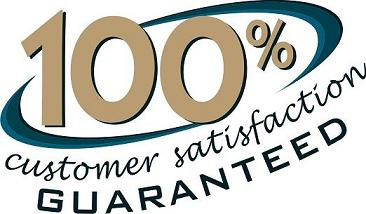 100%
customer satisfaction
GUARANTEED